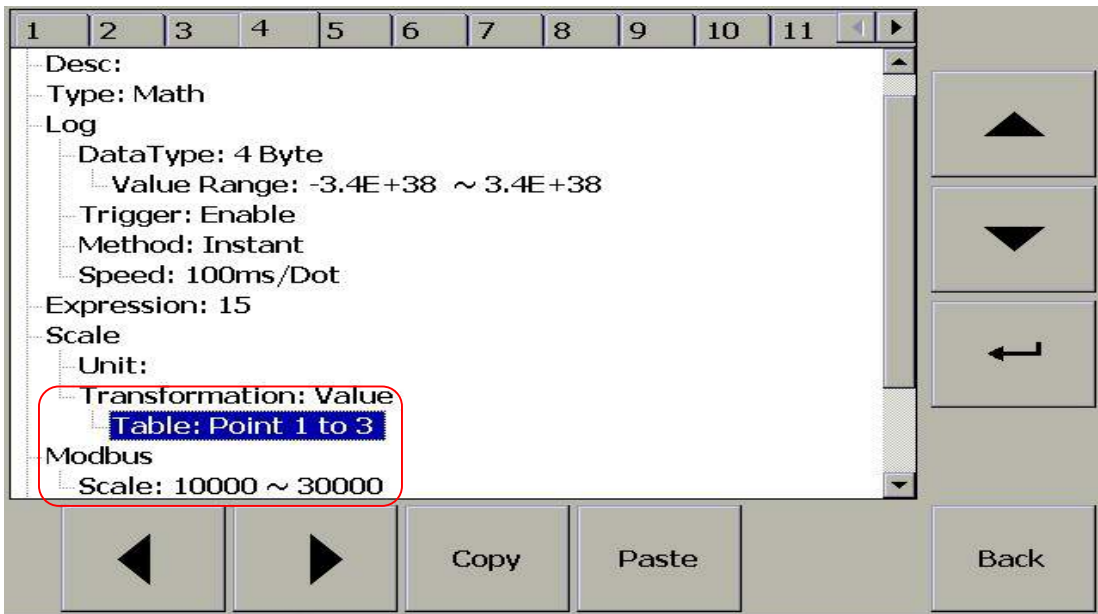 1 2 3 4 5 6 7 8 9 10 11
Desc:
Type: Math
Log
DataType: 4 Byte
Value Range: -3.4E+38 ~ 3.4E+38
Trigger: Enable
Method: Instant
Speed: 100ms/Dot
Expression: 15
Scale
Unit:
Transformation: Value
Table: Point 1 to 3
Modbus
Scale: 10000 ~ 30000
Copy Paste Back